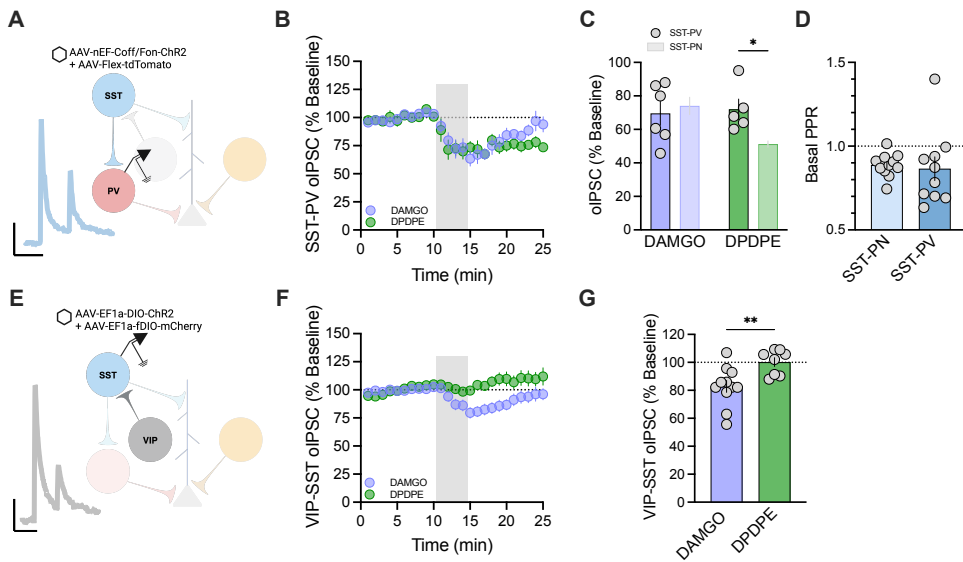 A
AAV-nEF-Coff/Fon-ChR2
+ AAV-Flex-tdTomato
SST
PV
B
SST-PV oIPSC (% Baseline)
150
125
100
75
50
25
0
DAMGO
DPDPE
0
5
10
15
20
25
Time (min)
C
SST-PV
SST-PN
oIPSC (% Baseline)
100
80
60
40
20
0
*
DAMGO
DPDPE
D
Basal PPR
1.5
1.0
0.5
SST-PN
SST-PV
E
AAV-EF1a-DIO-ChR2
+ AAV-EF1a-fDIO-mCherry
SST
VIP
F
VIP-SST oIPSC (% Baseline)
150
125
100
75
50
25
0
DAMGO
DPDPE
0
5
10
15
20
25
Time (min)
G
VIP-SST oIPSC (% Baseline)
120
100
80
60
40
20
0
**
DAMGO
DPDPE